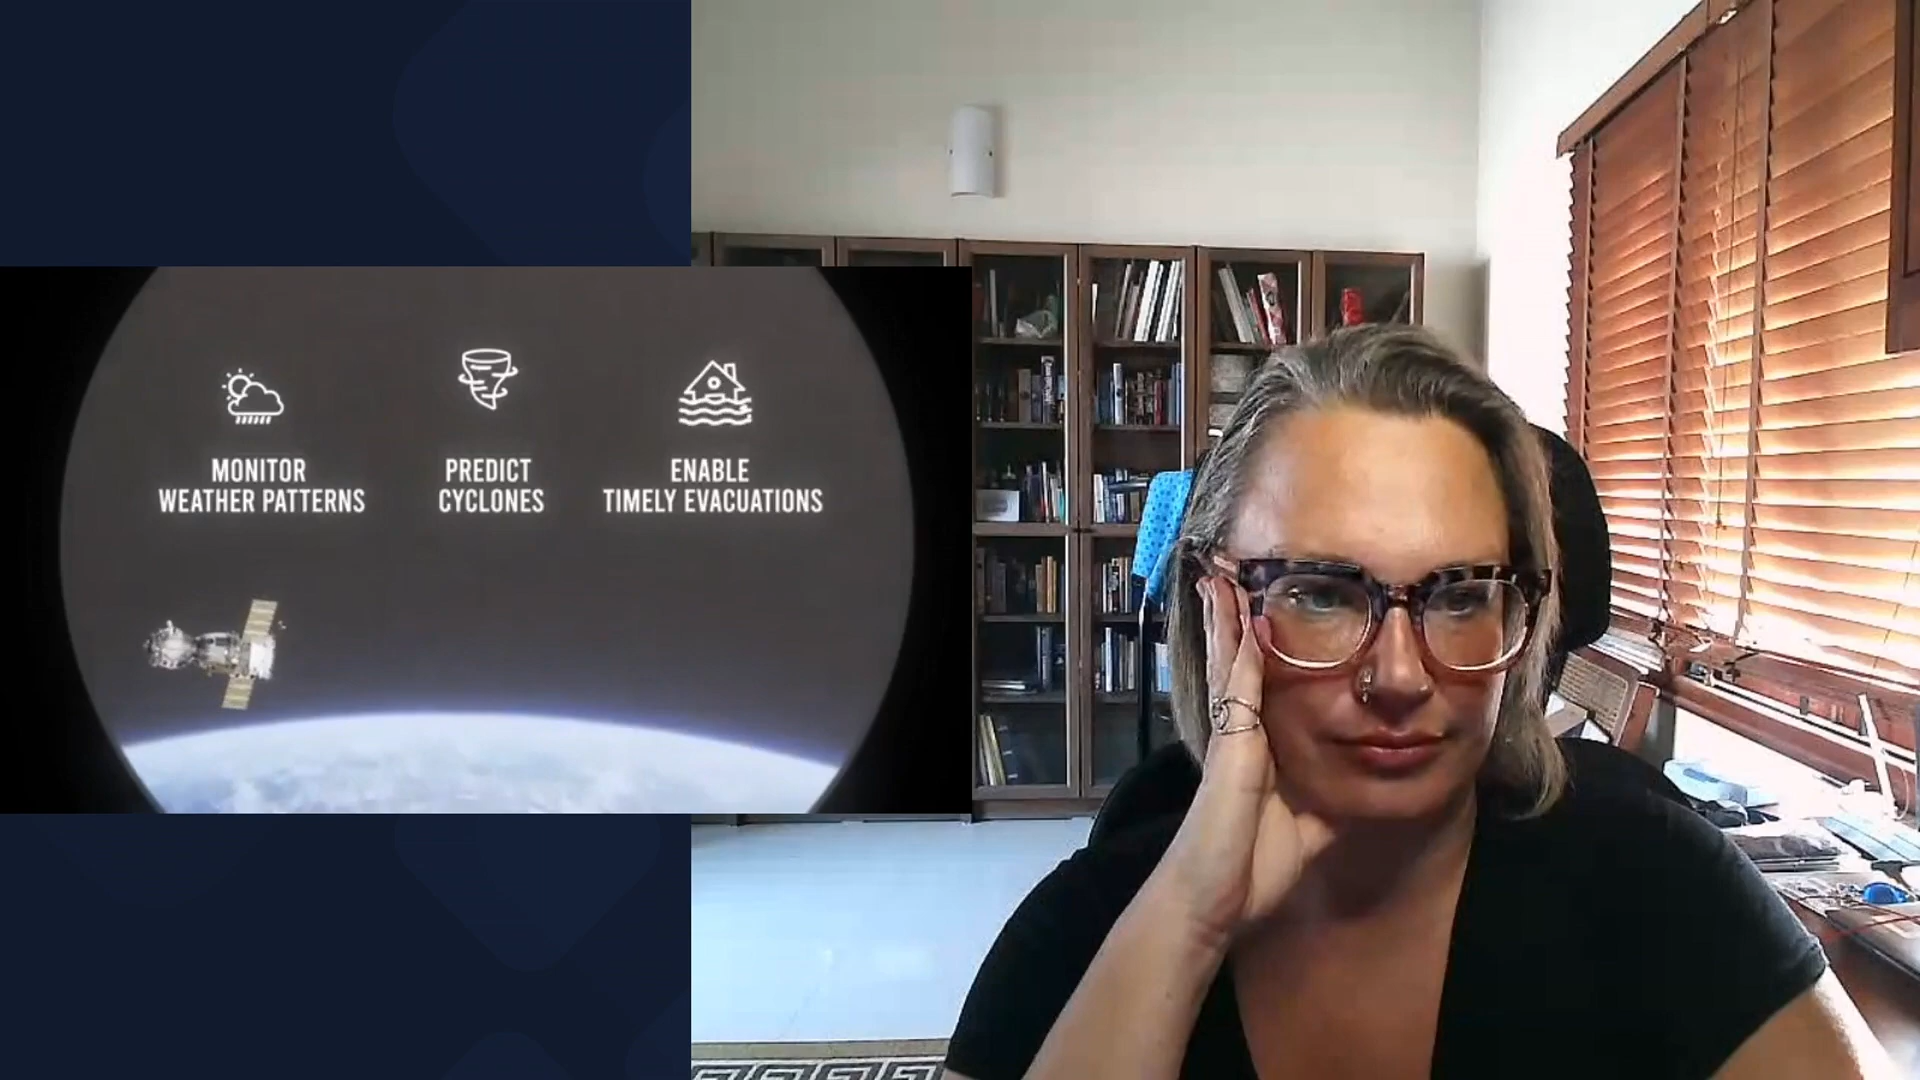 MONITOR
WEATHER PATTERNS
PREDICT
CYCLONES
ENABLE
TIMELY EVACUATIONS